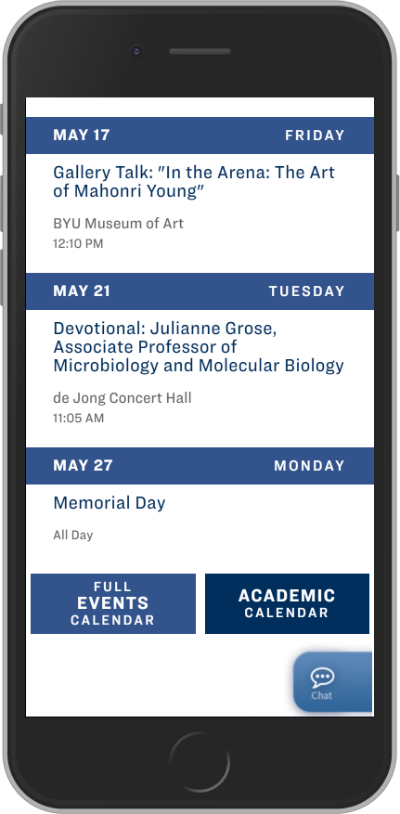 MAY 17 FRIDAY
Gallery Talk: "In the Arena: The Art
of Mahonri Young"
BYU Museum of Art
12:10 PM
MAY 21 TUESDAY
Devotional: Julianne Grose,
Associate Professor of
Microbiology and Molecular Biology
de Jong Concert Hall
11:05 AM
MAY 27 MONDAY
Memorial Day
All Day
FULL
EVENTS
CALENDAR
ACADEMIC
CALENDAR
Chat